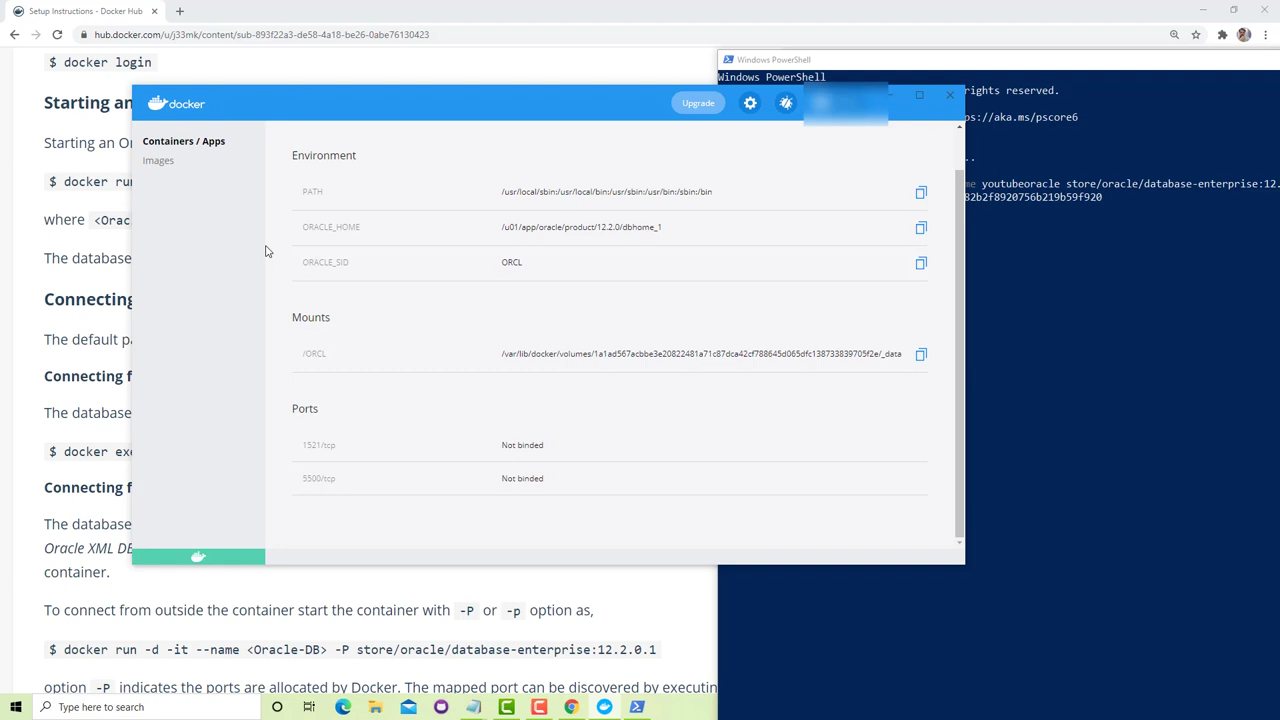 Setup Instructions - Docker Hub
hub.docker.com/u/j33mk/content/sub-893f22a3-de58-4a18-be26-0abe76130423
$ docker login
Starting an
Starting an Or
$ docker run
where <Orac
The database
Connecting
The default pa
Connecting f
The database
$ docker exe
Connecting f
The database
Oracle XML DB
container.
To connect from outside the container start the container with -P or -p option as,
$ docker run -d -it --name <Oracle-DB> -P store/oracle/database-enterprise:12.2.0.1
option -P indicates the ports are allocated by Docker. The mapped port can be discovered by executin
docker
Upgrade
Containers / Apps
Images
Environment
PATH /usr/local/sbin:/usr/local/bin:/usr/sbin:/usr/bin:/sbin:/bin
ORACLE_HOME /u01/app/oracle/product/12.2.0/dbhome_1
ORACLE_SID ORCL
Mounts
/ORCL /var/lib/docker/volumes/1a1ad567acbbe3e20822481a71c87dca42cf788645d065dfc138733839705f2e/_data
Ports
1521/tcp Not binded
5500/tcp Not binded
Windows PowerShell
Windows PowerShell
ights reserved.
ps://aka.ms/pscore6
..
me youtubeoracle store/oracle/database-enterprise:12.
82b2f8920756b219b59f920
Type here to search